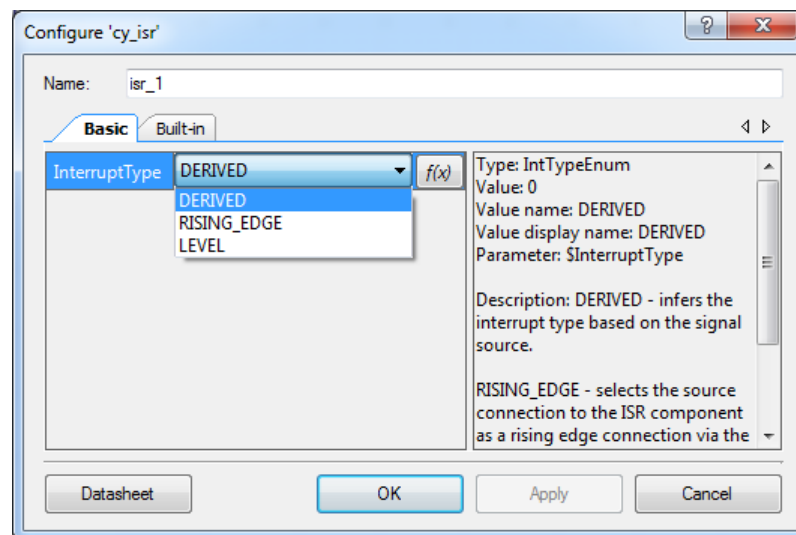 Configure 'cy_isr'
Name: isr_1
Basic Built-in
InterruptType DERIVED f(x)
DERIVED
RISING_EDGE
LEVEL
Type: IntTypeEnum
Value: 0
Value name: DERIVED
Value display name: DERIVED
Parameter: $InterruptType
Description: DERIVED - infers the
interrupt type based on the signal
source.
RISING_EDGE - selects the source
connection to the ISR component
as a rising edge connection via the
Datasheet OK Apply Cancel